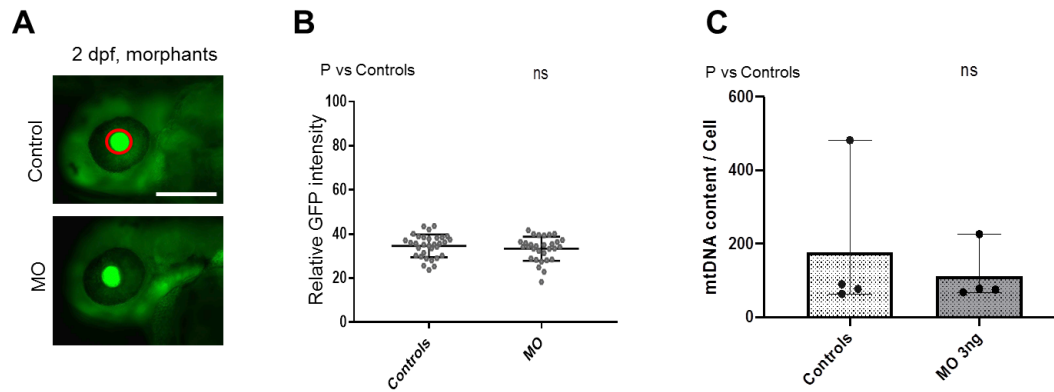 A
2 dpf, morphants
Control
MO
B
P vs Controls
ns
Relative GFP intensity
100
80
60
40
20
0
Controls
MO
C
P vs Controls
ns
mtDNA content / Cell
600
400
200
0
Controls
MO 3ng